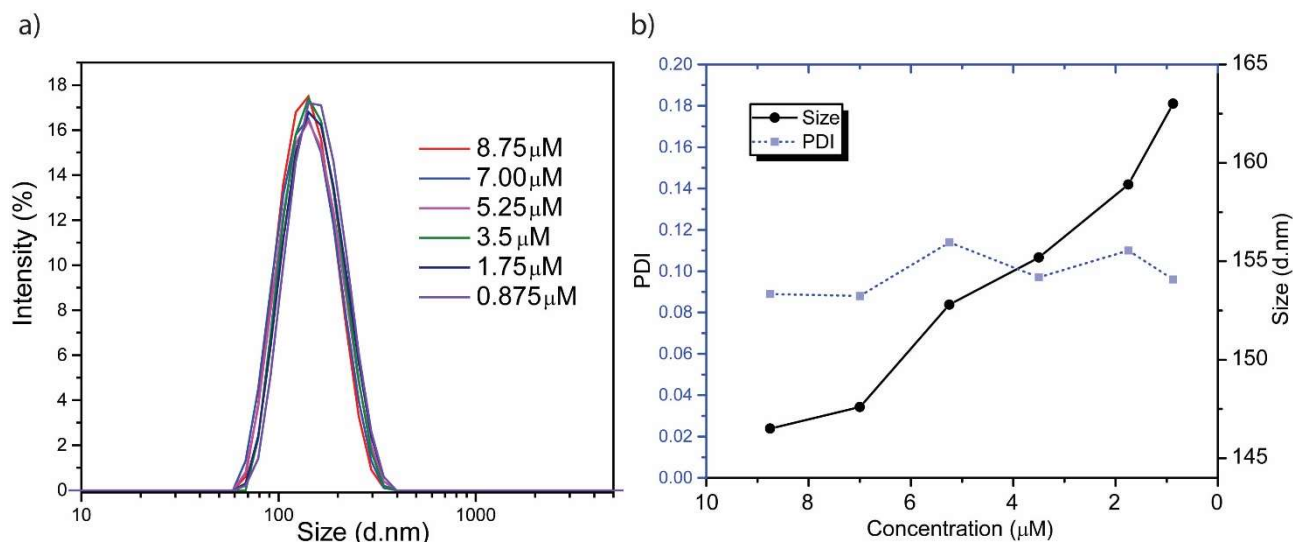 a)
18
16
14
12
10
8
6
4
2
0
Intensity (%)
10
100
1000
Size (d.nm)
8.75μM
7.00μM
5.25μM
3.5 μM
1.75μM
0.875μM
b)
0.20
0.18
0.16
0.14
0.12
0.10
0.08
0.06
0.04
0.02
0.00
PDI
Size
PDI
165
160
155
150
145
Size (d.nm)
10
8
6
4
2
0
Concentration (μM)